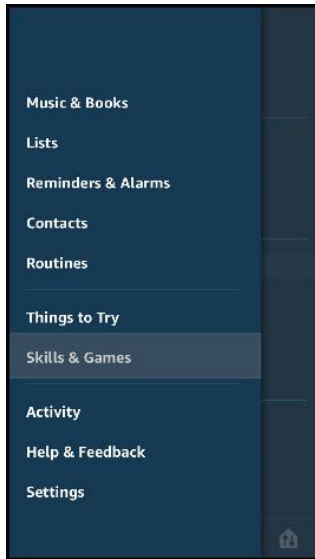 Music & Books
Lists
Reminders & Alarms
Contacts
Routines
Things to Try
Skills & Games
Activity
Help & Feedback
Settings